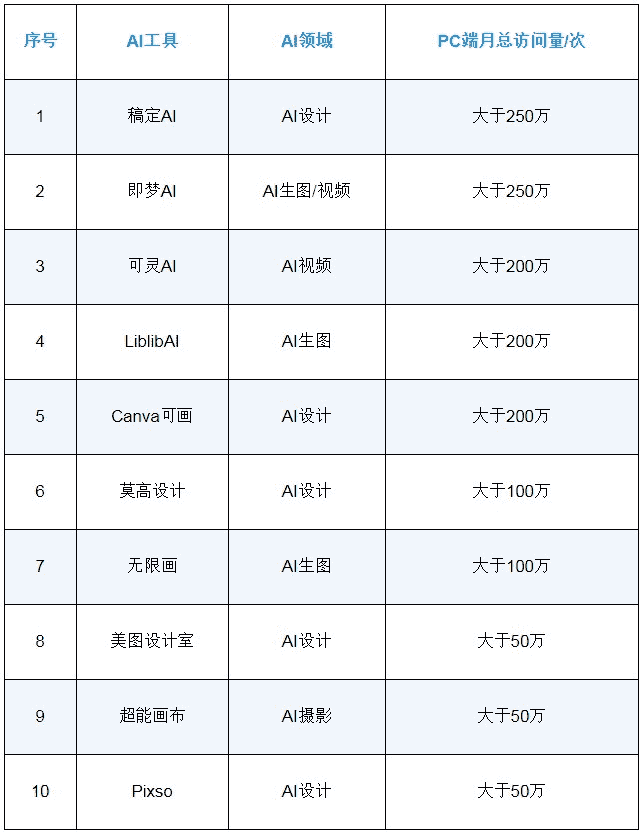 序号 AI工具 AI领域 PC端月总访问量/次
1 稿定AI AI设计 大于250万
2 即梦AI AI生图/视频 大于250万
3 可灵AI AI视频 大于200万
4 LiblibAI AI生图 大于200万
5 Canva可画 AI设计 大于200万
6 莫高设计 AI设计 大于100万
7 无限画 AI生图 大于100万
8 美图设计室 AI设计 大于50万
9 超能画布 AI摄影 大于50万
10 Pixso AI设计 大于50万